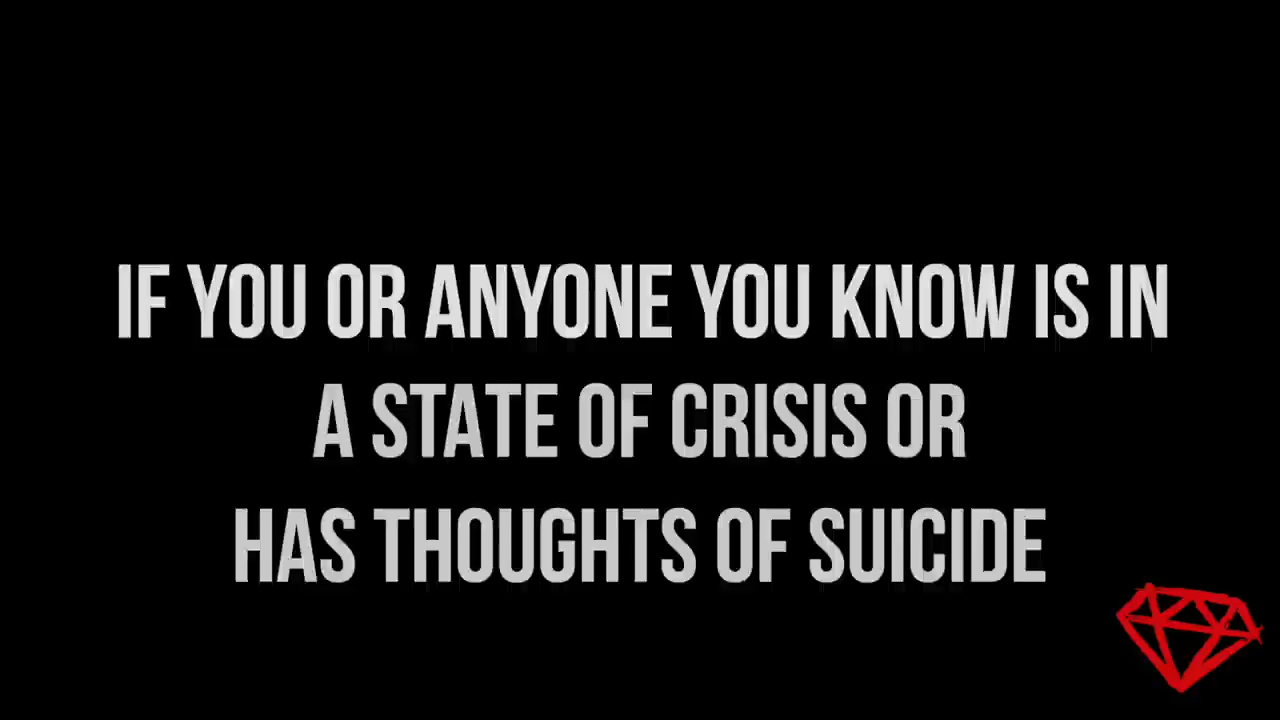 IF YOU OR ANYONE YOU KNOW IS IN
A STATE OF CRISIS OR
HAS THOUGHTS OF SUICIDE